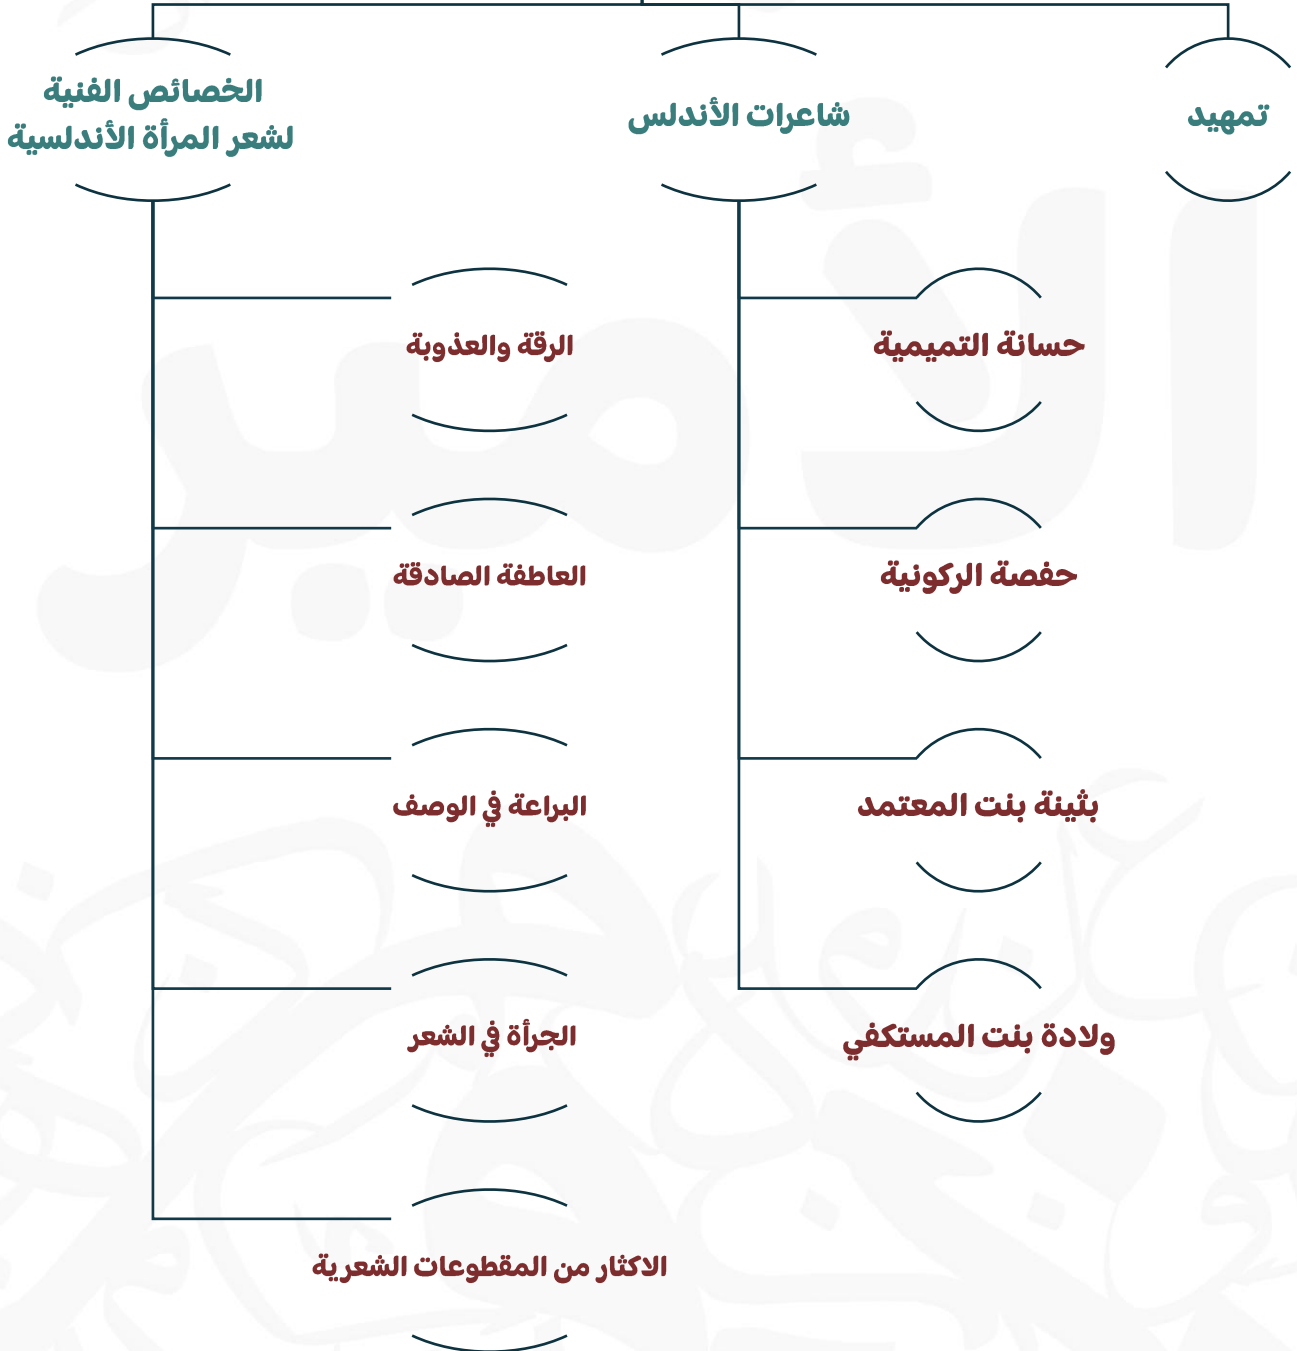 تمهيد
شاعرات الأندلس
حسانة التميمية
حفصة الركونية
بثينة بنت المعتمد
ولادة بنت المستكفي
الخصائص الفنية
لشعر المرأة الأندلسية
الرقة والعذوبة
العاطفة الصادقة
البراعة في الوصف
الجرأة في الشعر
الاكثار من المقطوعات الشعرية
الأمير